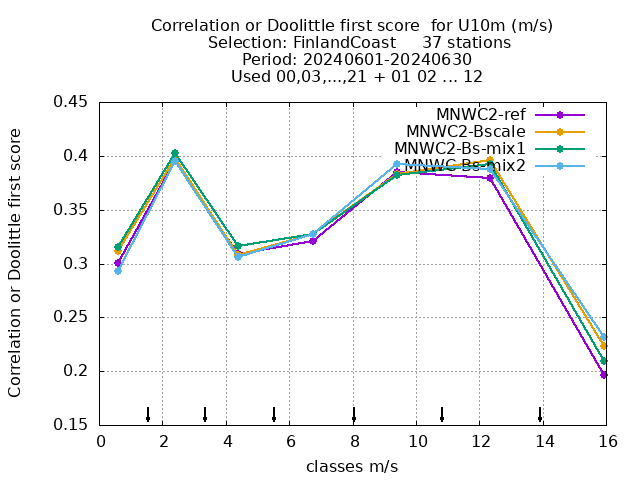 Correlation or Doolittle first score  for U10m (m/s)
Selection: FinlandCoast     37 stations
Period: 20240601-20240630
Used 00,03,...,21 + 01 02 ... 12
MNWC2-ref
MNWC2-Bscale
MNWC2-Bs-mix1
MNWC-Bs-mix2
Correlation or Doolittle first score
0.45
0.4
0.35
0.3
0.25
0.2
0.15
0 2 4 6 8 10 12 14 16
classes m/s